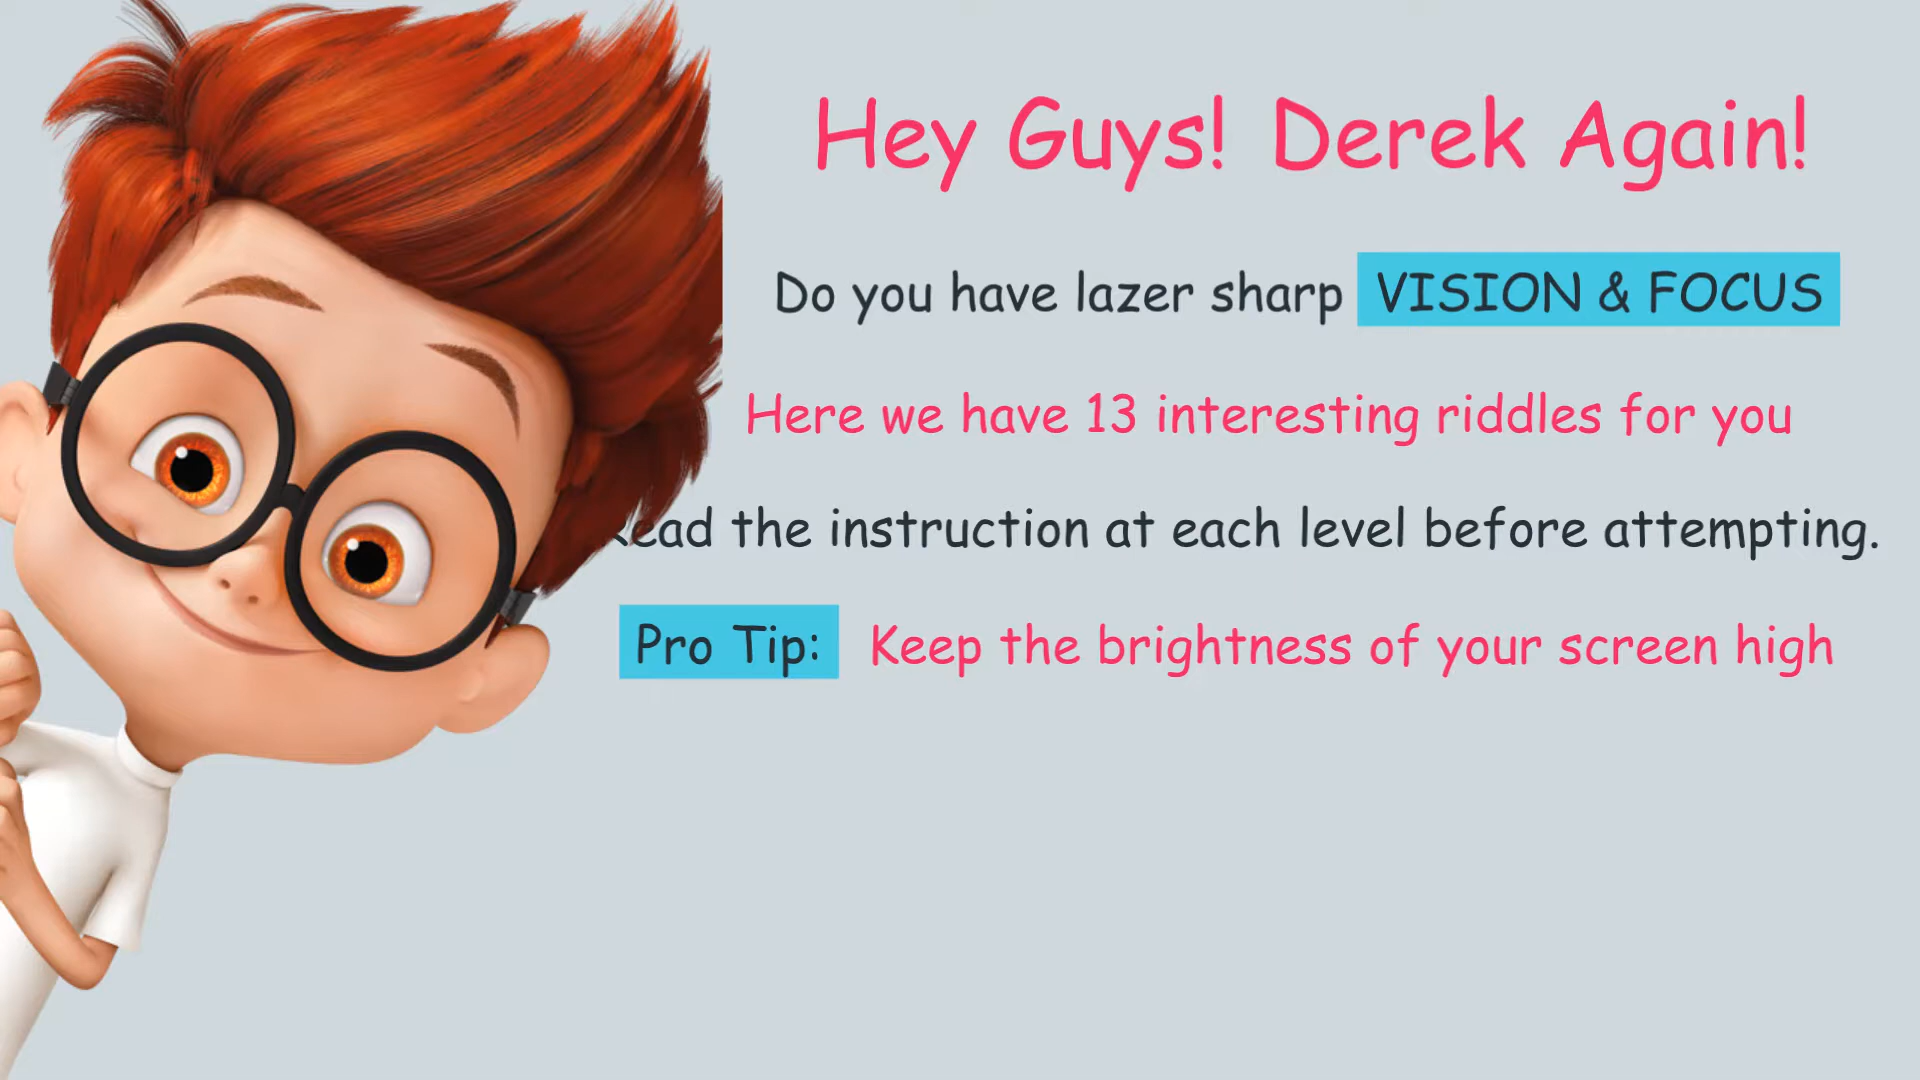 Hey Guys! Derek Again!
Do you have lazer sharp VISION & FOCUS
Here we have 13 interesting riddles for you
Read the instruction at each level before attempting.
Pro Tip: Keep the brightness of your screen high